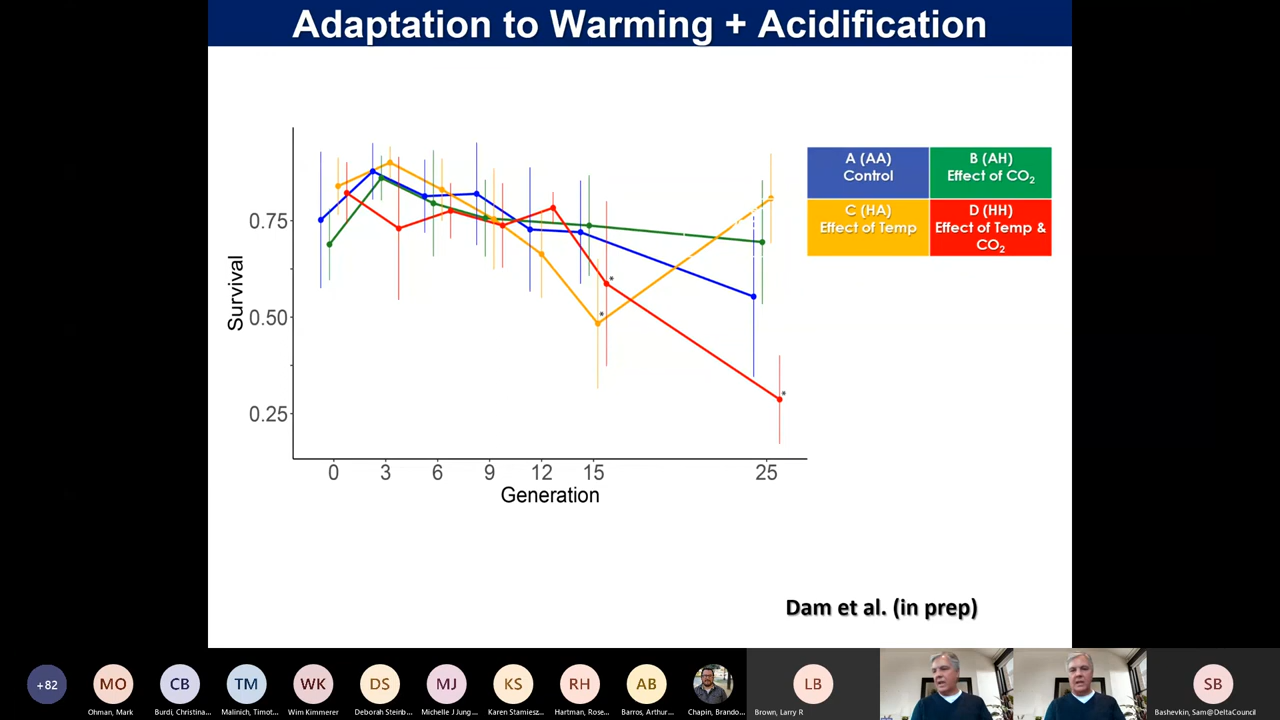 Adaptation to Warming + Acidification
A (AA)
Control
B (AH)
Effect of CO₂
C (HA)
Effect of Temp
D (HH)
Effect of Temp &
CO₂
Survival
0.75
0.50
0.25
*
*
*
0 3 6 9 12 15 25
Generation
Dam et al. (in prep)
+82 MO CB TM WK DS MJ KS RH AB LB SB
Ohman, Mark Burdi, Christina... Malinich, Timot... Wim Kimmerer Deborah Steinb... Michelle J Jung... Karen Stamiesz... Hartman, Rose... Barros, Arthur... Chapin, Brando... Brown, Larry R Bashevkin, Sam@DeltaCouncil